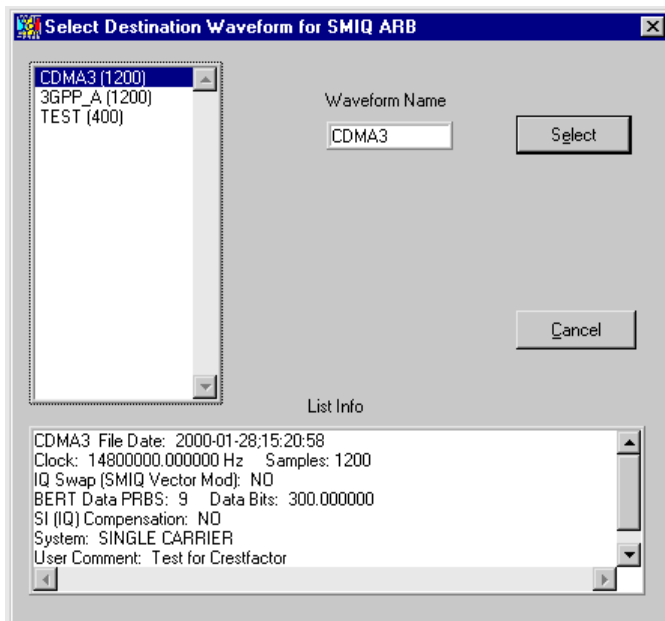 Select Destination Waveform for SMIQ ARB
CDMA3 (1200)
3GPP_A (1200)
TEST (400)
Waveform Name
CDMA3
Select
Cancel
List Info
CDMA3 File Date: 2000-01-28;15:20:58
Clock: 14800000.000000 Hz Samples: 1200
IQ Swap (SMIQ Vector Mod): NO
BERT Data PRBS: 9 Data Bits: 300.000000
SI (IQ) Compensation: NO
System: SINGLE CARRIER
User Comment: Test for Crestfactor